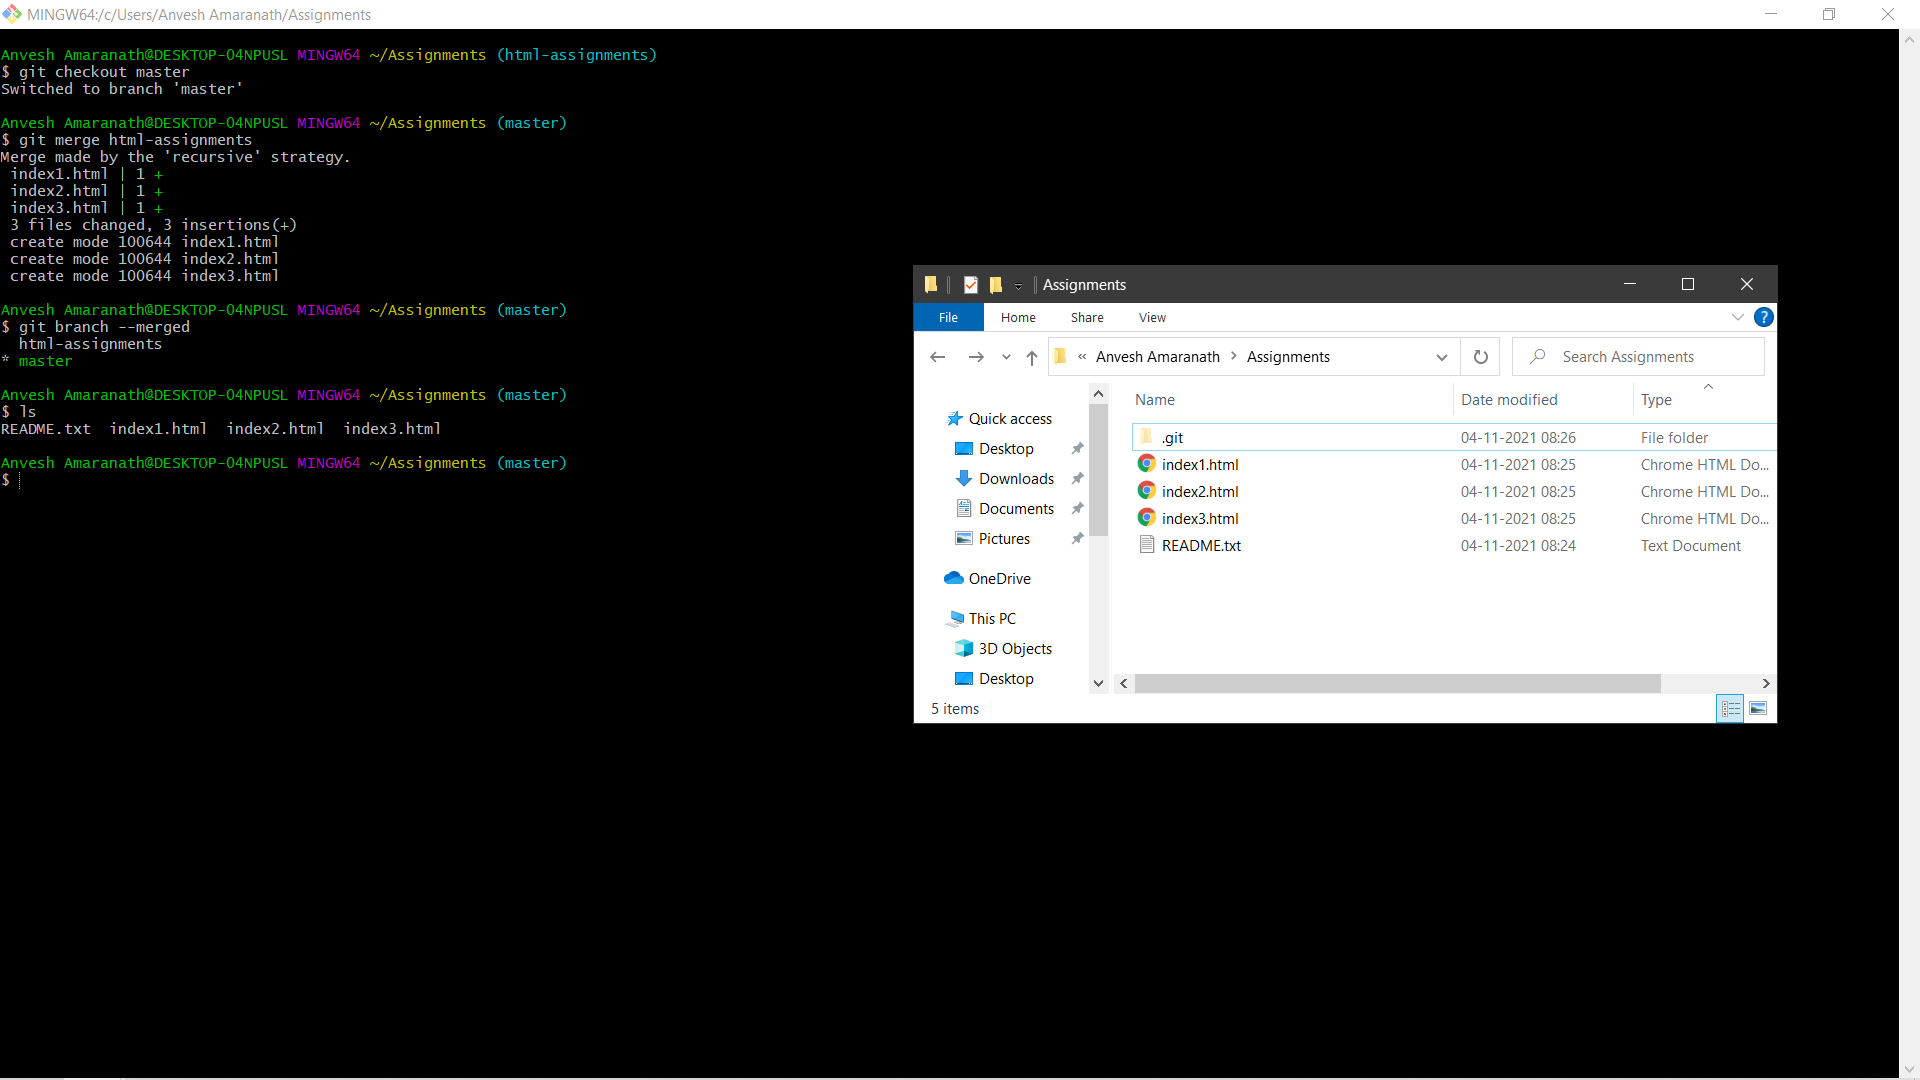 MINGW64:/c/Users/Anvesh Amaranath/Assignments
Anvesh Amaranath@DESKTOP-O4NPUSL MINGW64 ~/Assignments (html-assignments)
$ git checkout master
Switched to branch 'master'
Anvesh Amaranath@DESKTOP-O4NPUSL MINGW64 ~/Assignments (master)
$ git merge html-assignments
Merge made by the 'recursive' strategy.
index1.html | 1 +
index2.html | 1 +
index3.html | 1 +
3 files changed, 3 insertions(+)
create mode 100644 index1.html
create mode 100644 index2.html
create mode 100644 index3.html
Anvesh Amaranath@DESKTOP-O4NPUSL MINGW64 ~/Assignments (master)
$ git branch --merged
html-assignments
* master
Anvesh Amaranath@DESKTOP-O4NPUSL MINGW64 ~/Assignments (master)
$ ls
README.txt index1.html index2.html index3.html
Anvesh Amaranath@DESKTOP-O4NPUSL MINGW64 ~/Assignments (master)
$
Assignments
File Home Share View
« Anvesh Amaranath > Assignments
Search Assignments
Quick access
Desktop
Downloads
Documents
Pictures
OneDrive
This PC
3D Objects
Desktop
Name Date modified Type
.git 04-11-2021 08:26 File folder
index1.html 04-11-2021 08:25 Chrome HTML Do...
index2.html 04-11-2021 08:25 Chrome HTML Do...
index3.html 04-11-2021 08:25 Chrome HTML Do...
README.txt 04-11-2021 08:24 Text Document
5 items